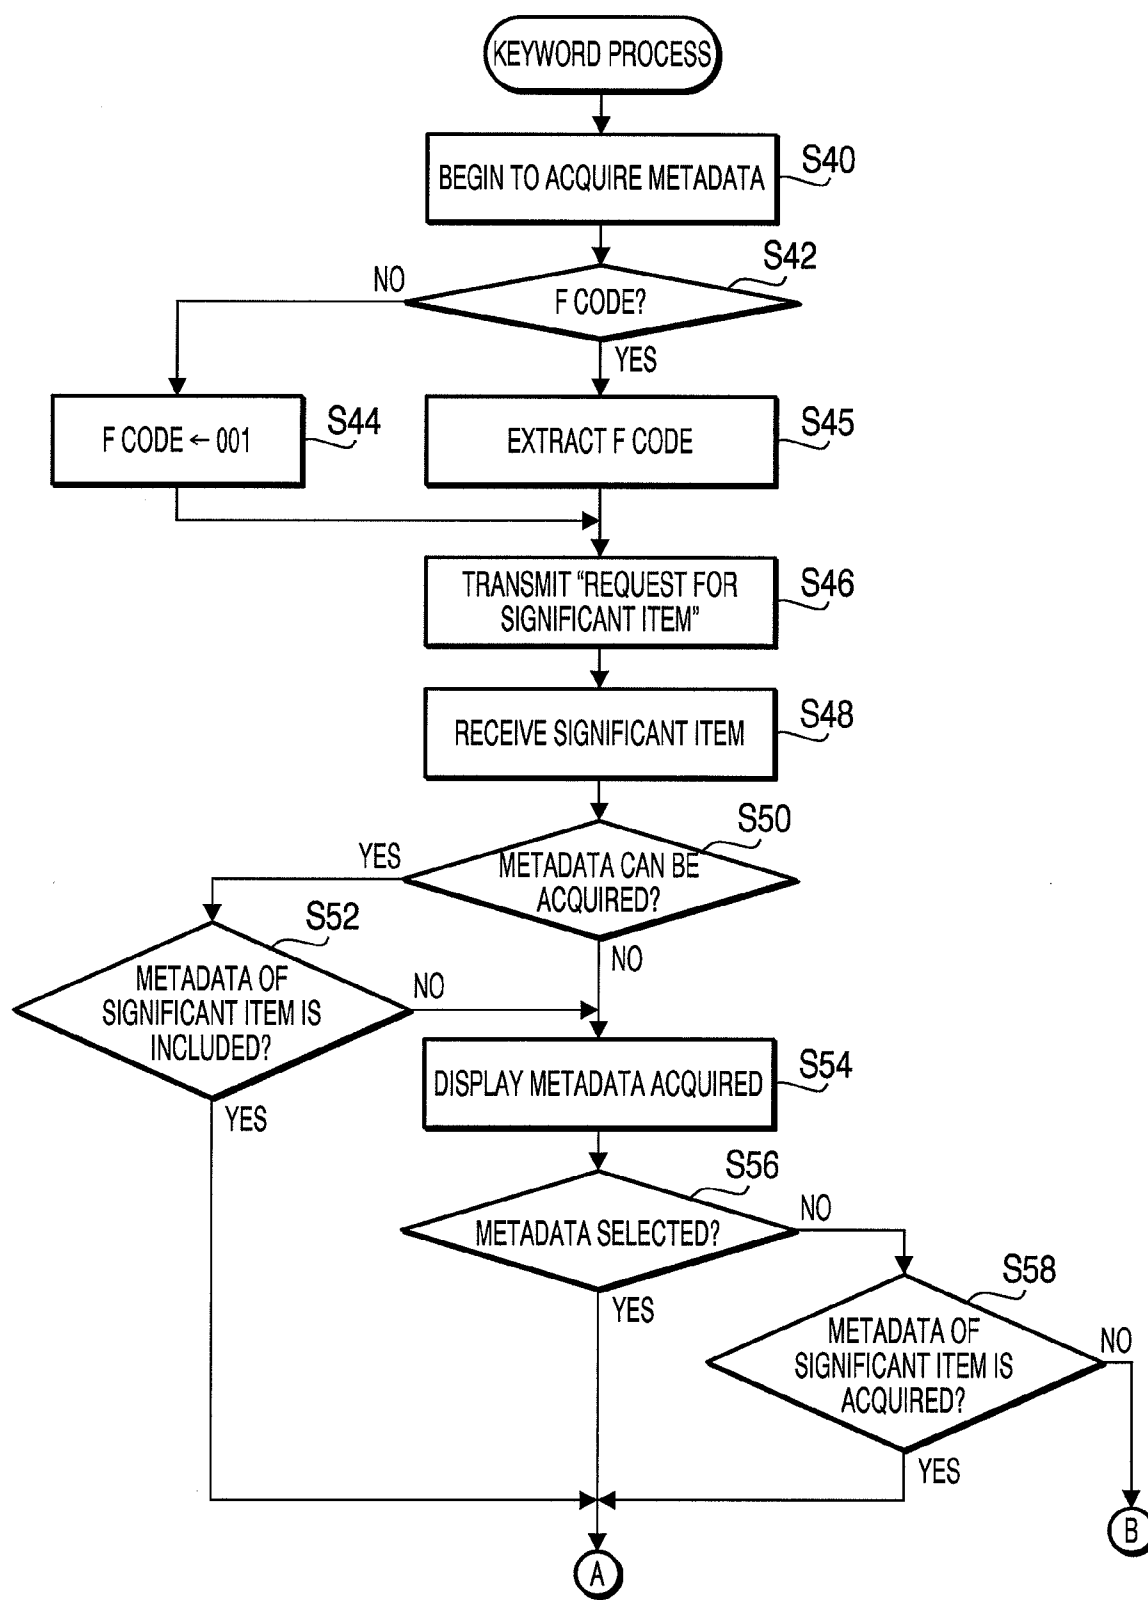 KEYWORD PROCESS
BEGIN TO ACQUIRE METADATA
S40
S42
F CODE?
NO
YES
F CODE ← 001
S44
EXTRACT F CODE
S45
TRANSMIT “REQUEST FOR
SIGNIFICANT ITEM”
S46
RECEIVE SIGNIFICANT ITEM
S48
S50
METADATA CAN BE
ACQUIRED?
YES
NO
S52
METADATA OF
SIGNIFICANT ITEM IS
INCLUDED?
NO
YES
DISPLAY METADATA ACQUIRED
S54
S56
METADATA SELECTED?
NO
YES
S58
METADATA OF
SIGNIFICANT ITEM IS
ACQUIRED?
NO
YES
A
B